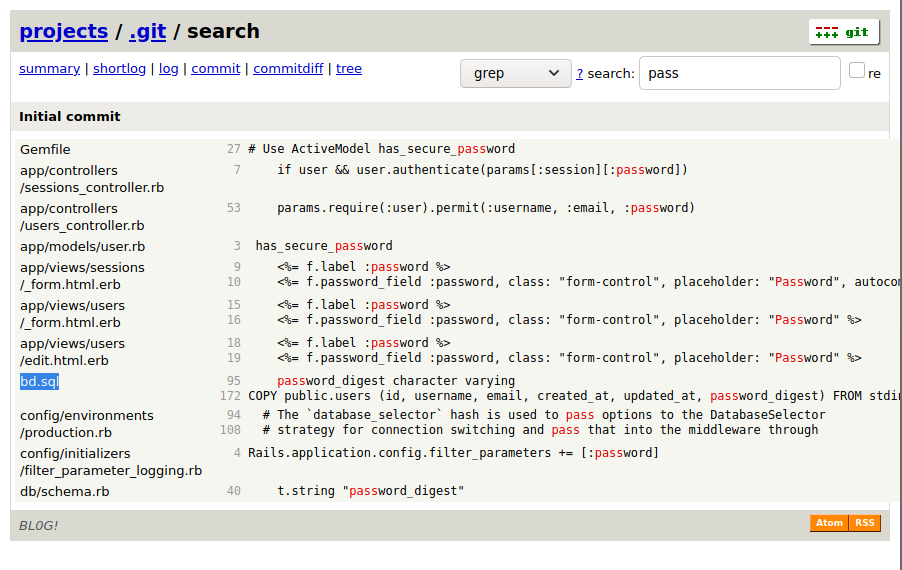 projects / .git / search
git
summary | shortlog | log | commit | commitdiff | tree
grep
? search: pass
re
Initial commit
Gemfile 27 # Use ActiveModel has_secure_password
app/controllers 7 if user && user.authenticate(params[:session][:password])
/sessions_controller.rb
app/controllers 53 params.require(:user).permit(:username, :email, :password)
/users_controller.rb
app/models/user.rb 3 has_secure_password
app/views/sessions 9 <%= f.label :password %>
/_form.html.erb 10 <%= f.password_field :password, class: "form-control", placeholder: "Password", autocom
app/views/users 15 <%= f.label :password %>
/_form.html.erb 16 <%= f.password_field :password, class: "form-control", placeholder: "Password" %>
app/views/users 18 <%= f.label :password %>
/edit.html.erb 19 <%= f.password_field :password, class: "form-control", placeholder: "Password" %>
bd.sql 95 password_digest character varying
172 COPY public.users (id, username, email, created_at, updated_at, password_digest) FROM stdin
config/environments 94 # The `database_selector` hash is used to pass options to the DatabaseSelector
/production.rb 108 # strategy for connection switching and pass that into the middleware through
config/initializers 4 Rails.application.config.filter_parameters += [:password]
/filter_parameter_logging.rb
db/schema.rb 40 t.string "password_digest"
BLOG!
Atom RSS